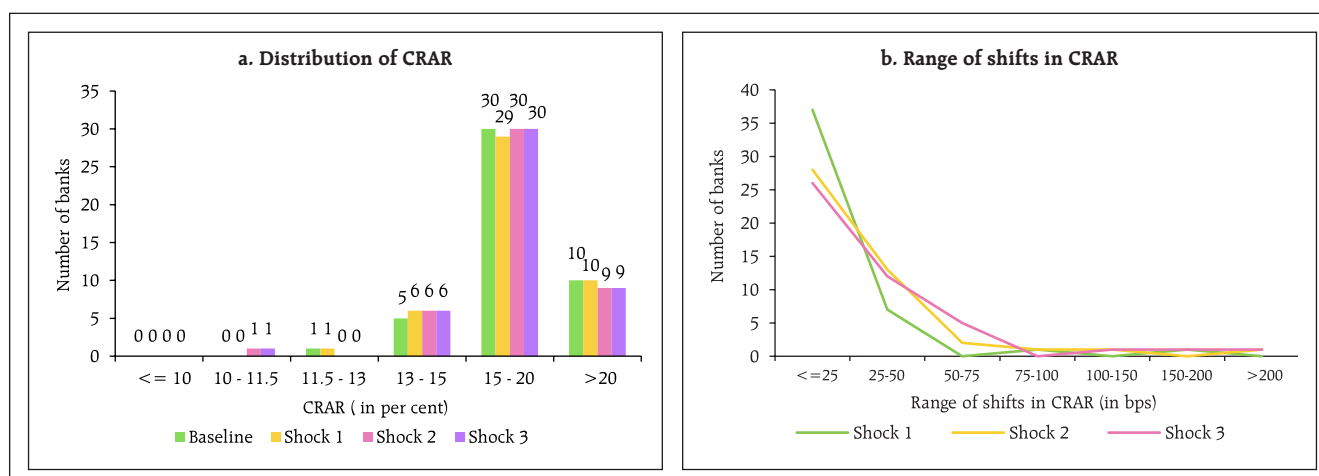 a. Distribution of CRAR
Number of banks
35
30
25
20
15
10
5
0
0 0 0 0
0 0 1 1
1 1 0 0
5 6 6 6
30 29 30 30
10 10 9 9
<= 10
10 - 11.5
11.5 - 13
13 - 15
15 - 20
>20
CRAR ( in per cent)
Baseline Shock 1 Shock 2 Shock 3
b. Range of shifts in CRAR
Number of banks
40
35
30
25
20
15
10
5
0
<=25
25-50
50-75
75-100
100-150
150-200
>200
Range of shifts in CRAR (in bps)
Shock 1 Shock 2 Shock 3